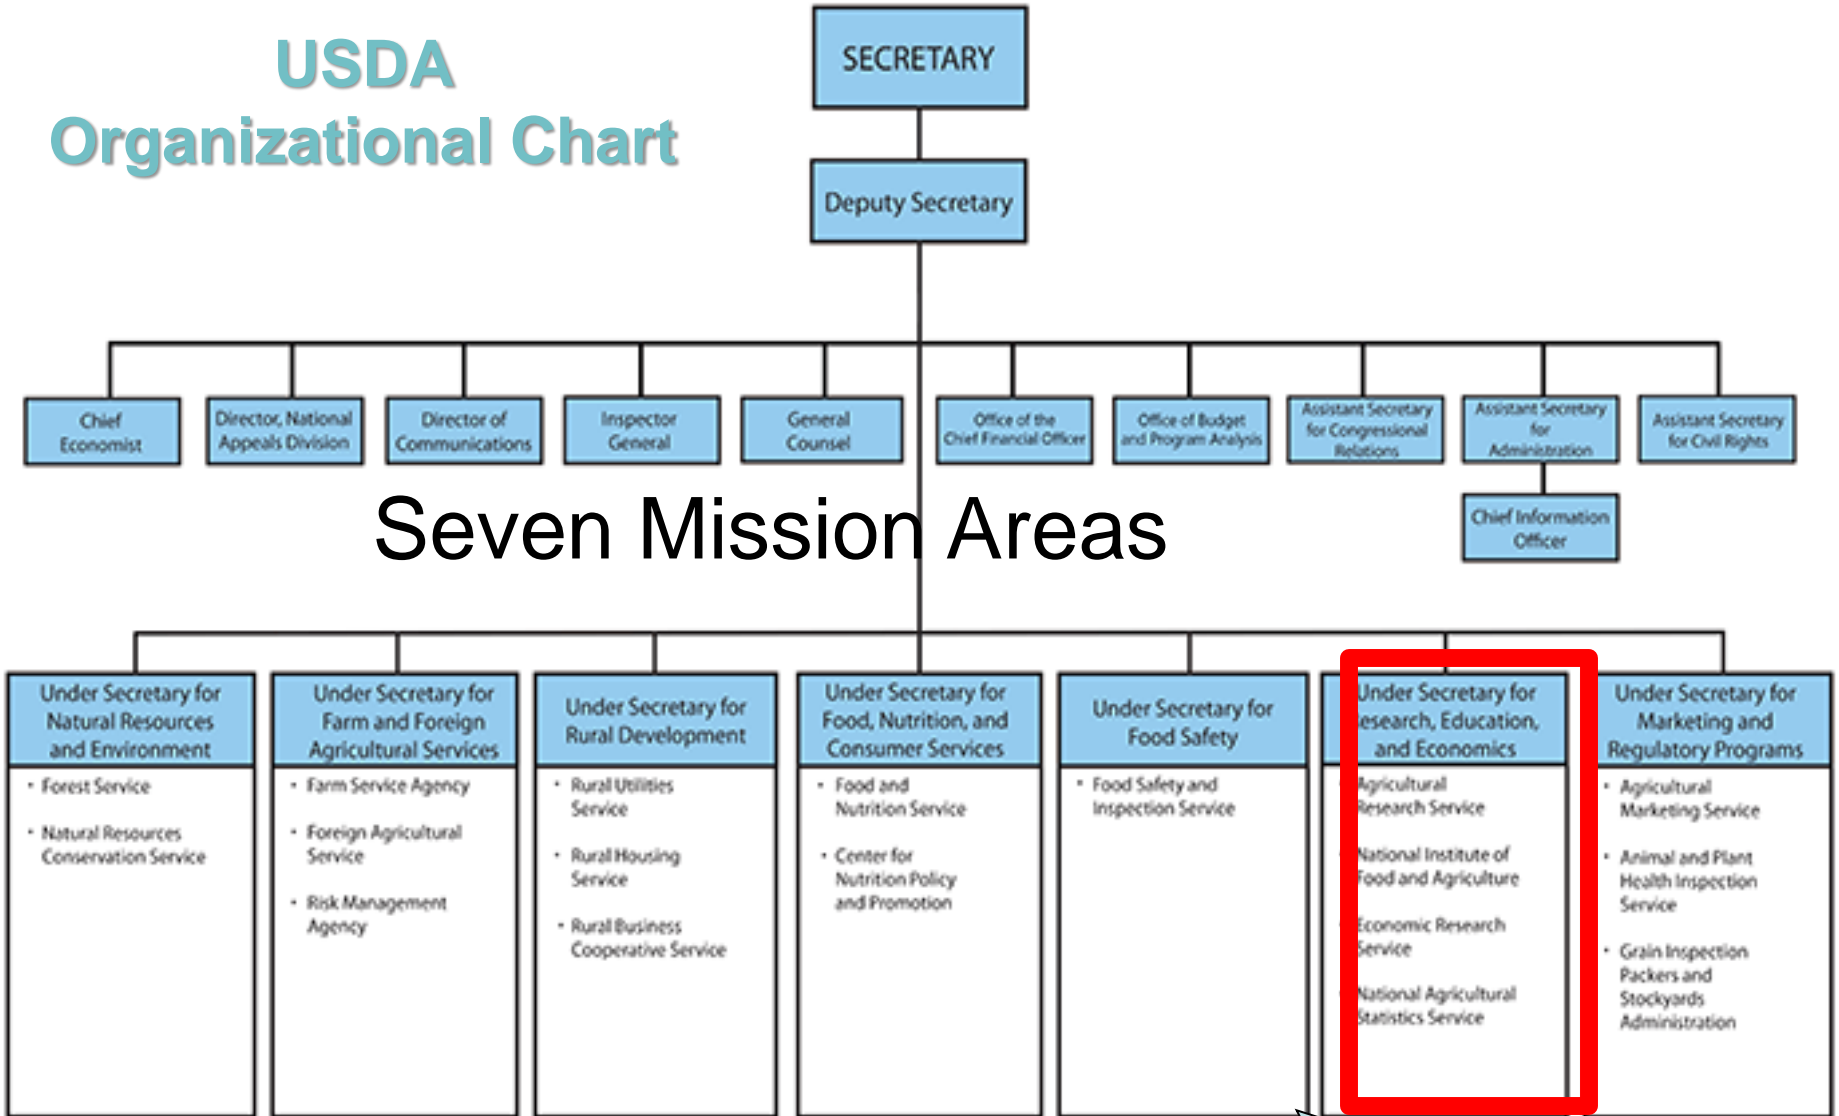 USDA
Organizational Chart
SECRETARY
Deputy Secretary
Chief
Economist
Director, National
Appeals Division
Director of
Communications
Inspector
General
General
Counsel
Office of the
Chief Financial Officer
Office of Budget
and Program Analysis
Assistant Secretary
for Congressional
Relations
Assistant Secretary
for
Administration
Assistant Secretary
for Civil Rights
Chief Information
Officer
Seven Mission Areas
Under Secretary for
Natural Resources
and Environment
• Forest Service
• Natural Resources
Conservation Service
Under Secretary for
Farm and Foreign
Agricultural Services
• Farm Service Agency
• Foreign Agricultural
Service
• Risk Management
Agency
Under Secretary for
Rural Development
• Rural Utilities
Service
• Rural Housing
Service
• Rural Business
Cooperative Service
Under Secretary for
Food, Nutrition, and
Consumer Services
• Food and
Nutrition Service
• Center for
Nutrition Policy
and Promotion
Under Secretary for
Food Safety
• Food Safety and
Inspection Service
Under Secretary for
Research, Education,
and Economics
Agricultural
Research Service
National Institute of
Food and Agriculture
Economic Research
Service
National Agricultural
Statistics Service
Under Secretary for
Marketing and
Regulatory Programs
• Agricultural
Marketing Service
• Animal and Plant
Health Inspection
Service
• Grain Inspection
Packers and
Stockyards
Administration